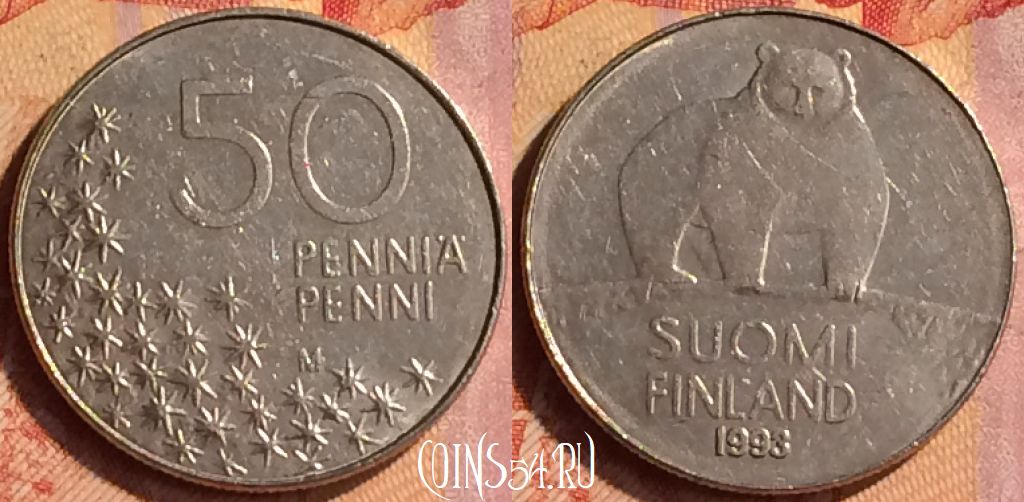 50
PENNIÄ
PENNI
M
SUOMI
FINLAND
1993
COINS54.RU